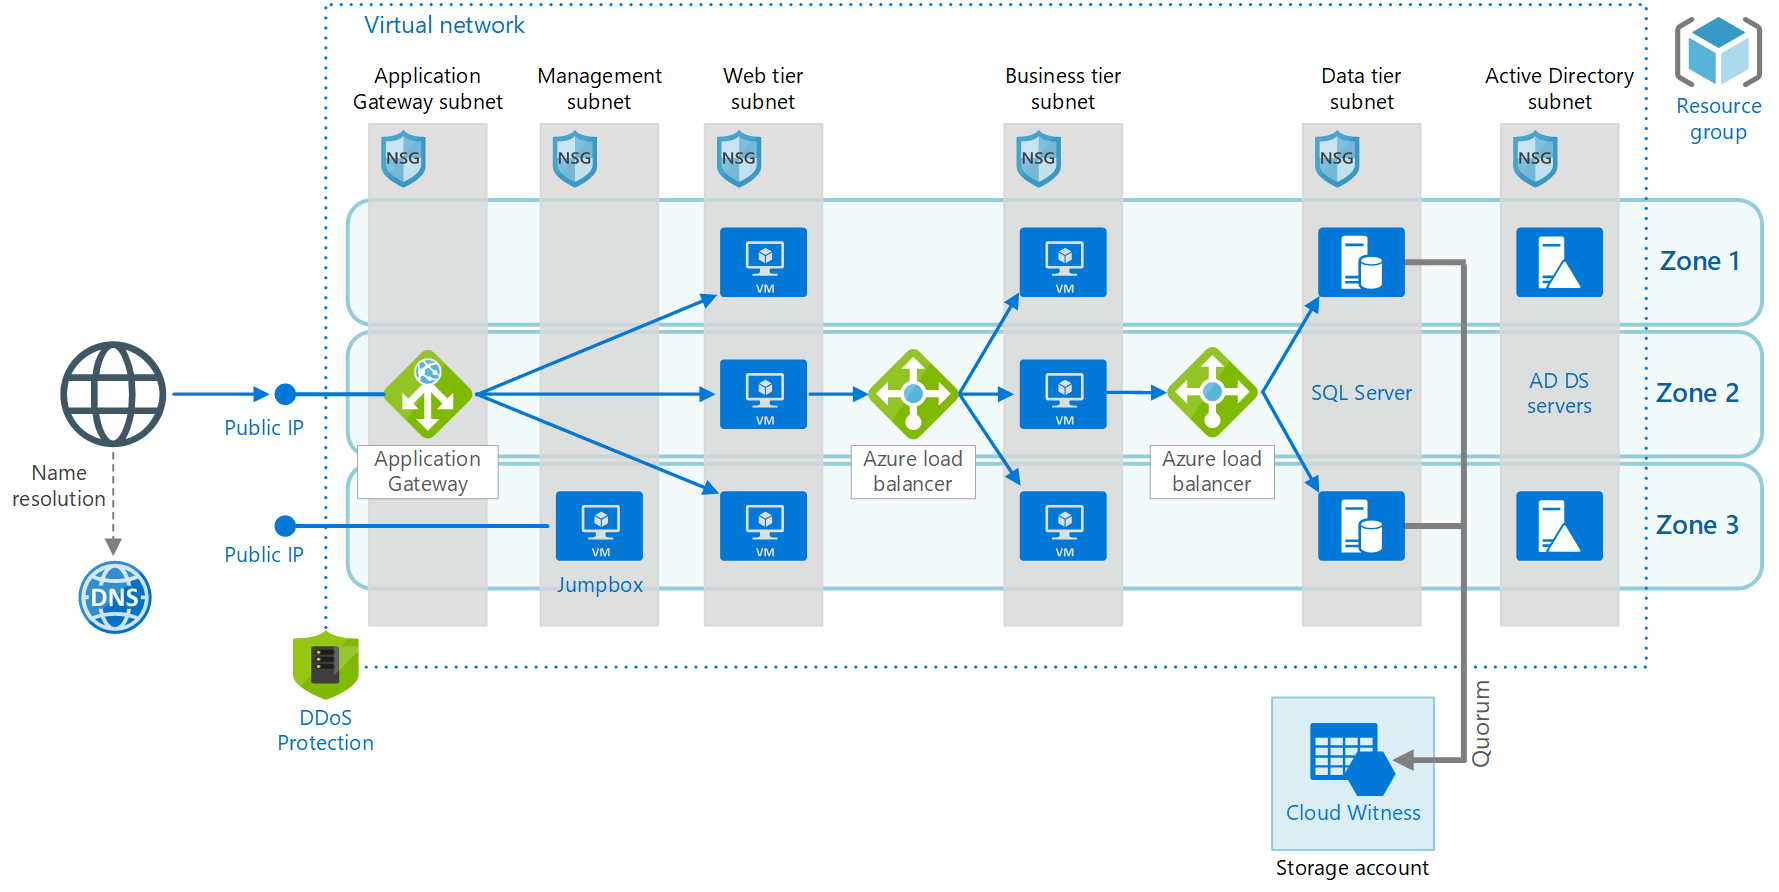 Virtual network
Application
Gateway subnet
Management
subnet
Web tier
subnet
Business tier
subnet
Data tier
subnet
Active Directory
subnet
Resource
group
NSG
NSG
NSG
NSG
NSG
NSG
VM
VM
Zone 1
Public IP
Application
Gateway
VM
Azure load
balancer
VM
Azure load
balancer
SQL Server
AD DS
servers
Zone 2
Name
resolution
Public IP
VM
Jumpbox
VM
VM
Zone 3
DNS
DDoS
Protection
Quorum
Cloud Witness
Storage account